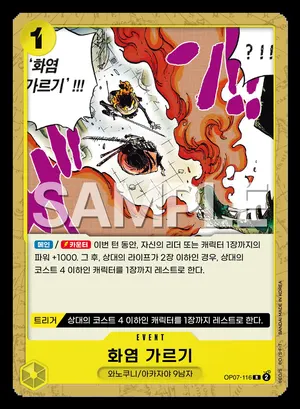 1
'화염
가르기' !!!
?!!
SAMPLE
메인 / 카운터 이번 턴 동안, 자신의 리더 또는 캐릭터 1장까지의
파워 +1000. 그 후, 상대의 라이프가 2장 이하인 경우, 상대의
코스트 4 이하인 캐릭터를 1장까지 레스트로 한다.
트리거 상대의 코스트 4 이하인 캐릭터를 1장까지 레스트로 한다.
EVENT
화염 가르기
와노쿠니/아카자야 9남자
OP07-116 R 2